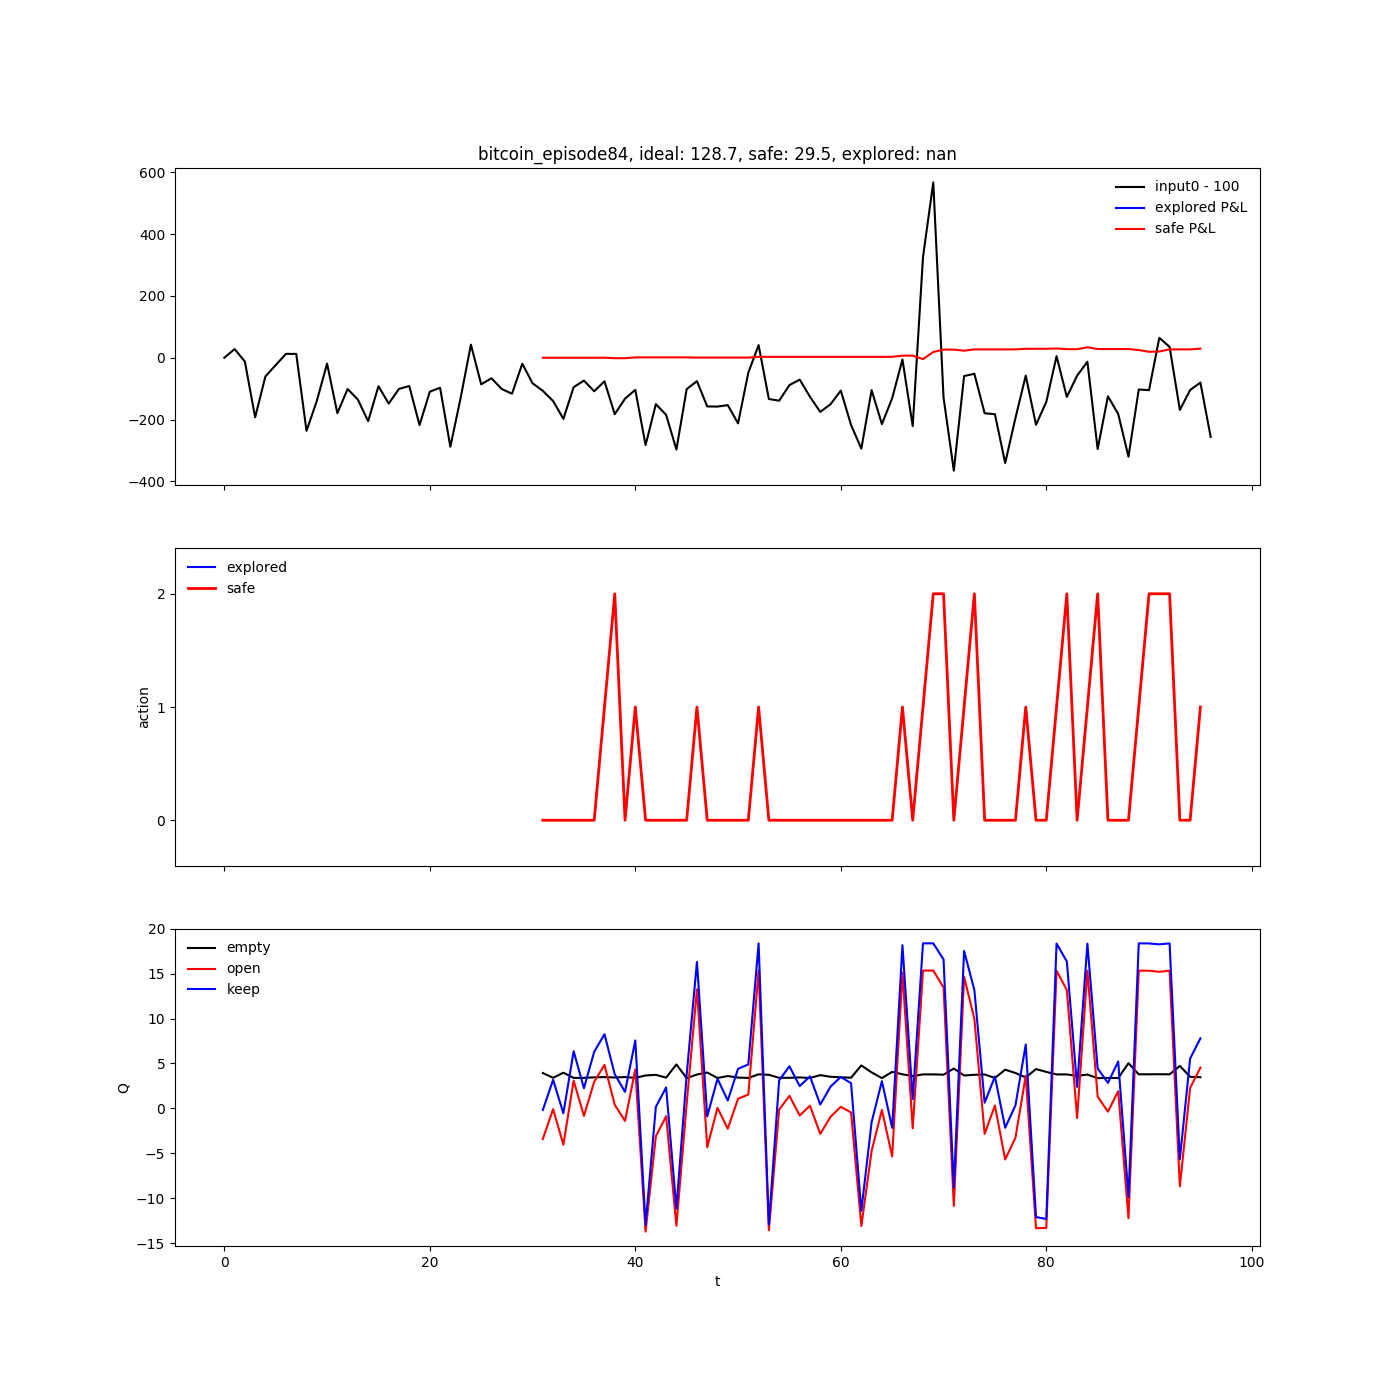 bitcoin_episode84, ideal: 128.7, safe: 29.5, explored: nan
600
400
200
0
−200
−400
input0 - 100
explored P&L
safe P&L
2
1
0
action
explored
safe
20
15
10
5
0
−5
−10
−15
Q
empty
open
keep
0 20 40 60 80 100
t